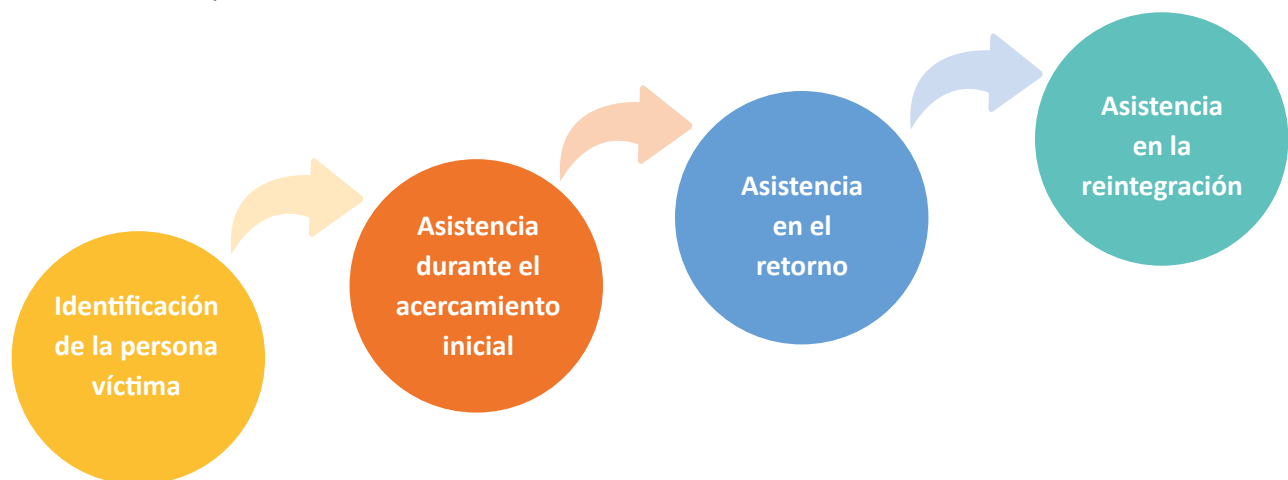 Identificación
de la persona
víctima
Asistencia
durante el
acercamiento
inicial
Asistencia
en el
retorno
Asistencia
en la
reintegración